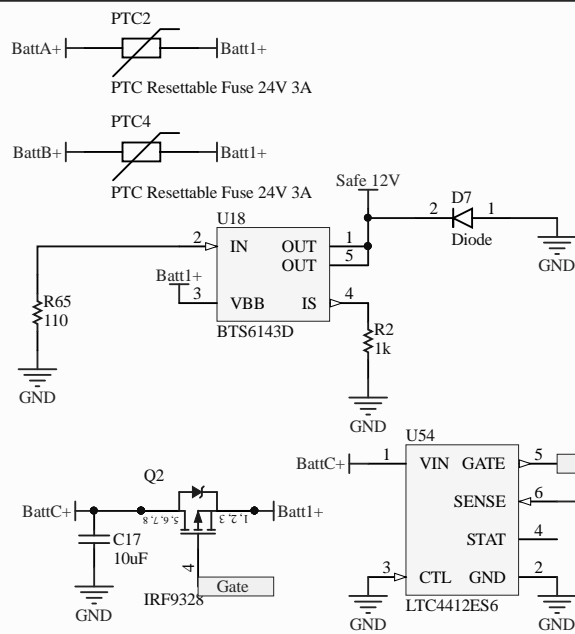 PTC2
BattA+ Batt1+
PTC Resettable Fuse 24V 3A
PTC4
BattB+ Batt1+
PTC Resettable Fuse 24V 3A
Safe 12V
U18
D7
2 IN OUT 1
OUT 5
2 1
Diode
GND
Batt1+
3 VBB IS 4
BTS6143D
R65
110
GND
R2
1k
GND
U54
BattC+ 1 VIN GATE 5
SENSE 6
STAT 4
3 CTL GND 2
LTC4412ES6
GND
GND
Q2
BattC+ 5, 6, 7, 8 1, 2, 3 Batt1+
C17
10uF
4
Gate
IRF9328
GND